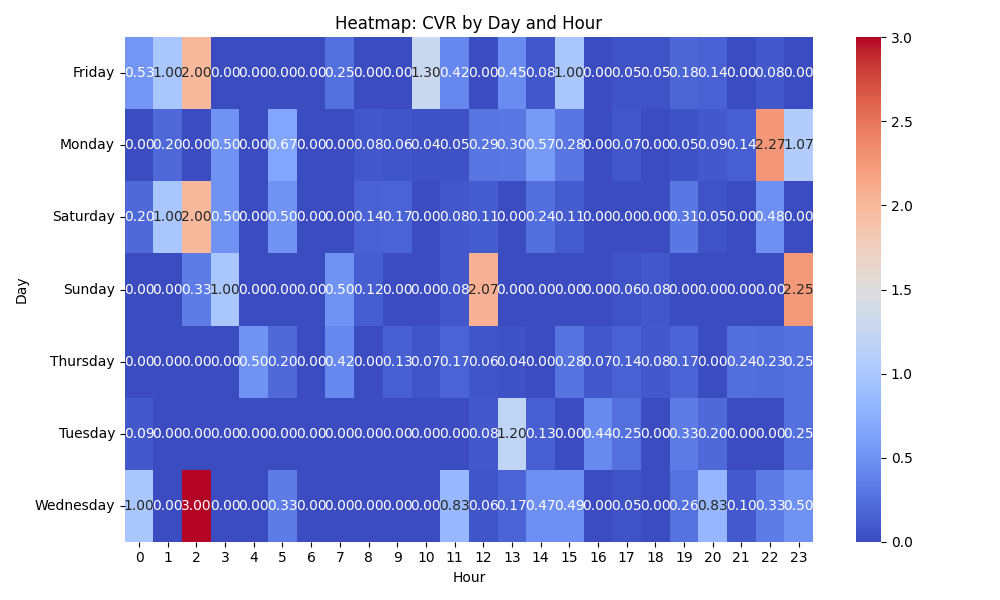 Heatmap: CVR by Day and Hour
Friday 0.53 1.00 2.00 0.00 0.00 0.00 0.00 0.25 0.00 0.00 1.30 0.42 0.00 0.45 0.08 1.00 0.00 0.05 0.05 0.18 0.14 0.00 0.08 0.00
Monday 0.00 0.20 0.00 0.50 0.00 0.67 0.00 0.00 0.08 0.06 0.04 0.05 0.29 0.30 0.57 0.28 0.00 0.07 0.00 0.05 0.09 0.14 2.27 1.07
Saturday 0.20 1.00 2.00 0.50 0.00 0.50 0.00 0.00 0.14 0.17 0.00 0.08 0.11 0.00 0.24 0.11 0.00 0.00 0.00 0.31 0.05 0.00 0.48 0.00
Sunday 0.00 0.00 0.33 1.00 0.00 0.00 0.00 0.50 0.12 0.00 0.00 0.08 2.07 0.00 0.00 0.00 0.00 0.06 0.08 0.00 0.00 0.00 0.00 2.25
Thursday 0.00 0.00 0.00 0.00 0.50 0.20 0.00 0.42 0.00 0.13 0.07 0.17 0.06 0.04 0.00 0.28 0.07 0.14 0.08 0.17 0.00 0.24 0.23 0.25
Tuesday 0.09 0.00 0.00 0.00 0.00 0.00 0.00 0.00 0.00 0.00 0.00 0.00 0.08 1.20 0.13 0.00 0.44 0.25 0.00 0.33 0.20 0.00 0.00 0.25
Wednesday 1.00 0.00 3.00 0.00 0.00 0.33 0.00 0.00 0.00 0.00 0.00 0.83 0.06 0.17 0.47 0.49 0.00 0.05 0.00 0.26 0.83 0.10 0.33 0.50
0 1 2 3 4 5 6 7 8 9 10 11 12 13 14 15 16 17 18 19 20 21 22 23
Hour
Day
3.0
2.5
2.0
1.5
1.0
0.5
0.0